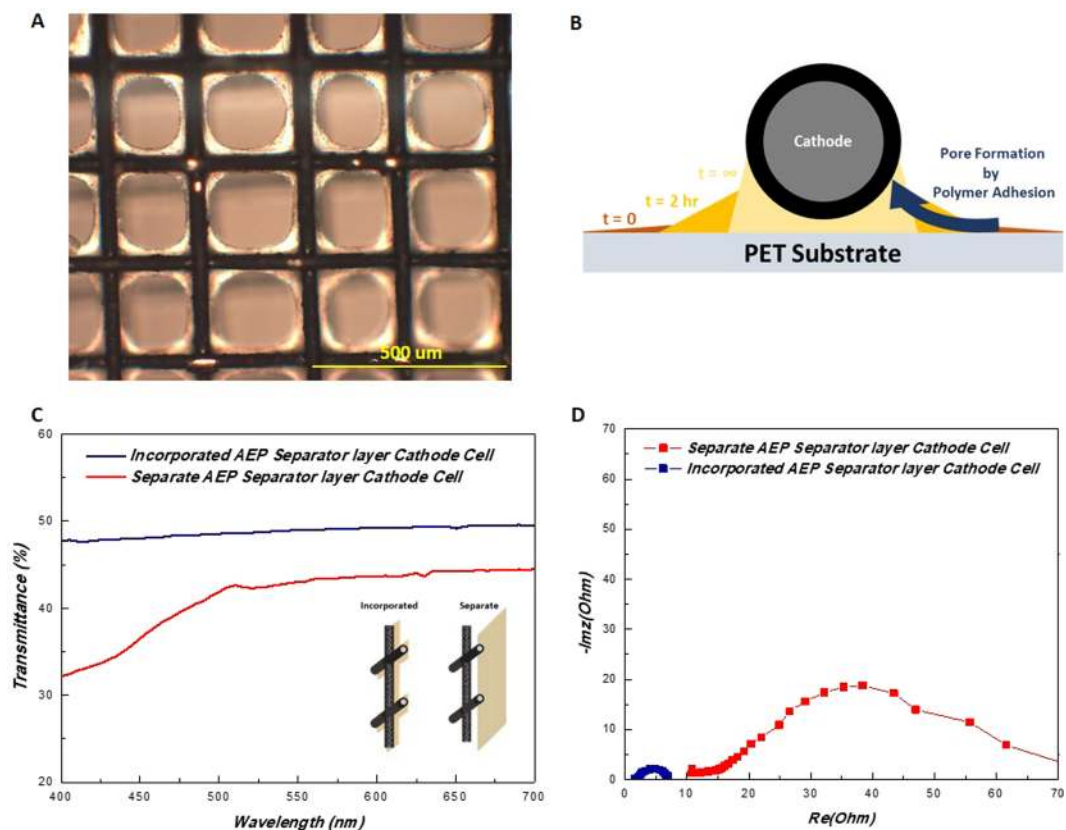 A
500 um
B
Cathode
Pore Formation
by
Polymer Adhesion
t = ∞
t = 2 hr
t = 0
PET Substrate
C
60
50
40
30
20
Transmittance (%)
Incorporated AEP Separator layer Cathode Cell
Separate AEP Separator layer Cathode Cell
Incorporated
Separate
400 450 500 550 600 650 700
Wavelength (nm)
D
70
60
50
40
30
20
10
0
-Imz(Ohm)
Separate AEP Separator layer Cathode Cell
Incorporated AEP Separator layer Cathode Cell
0 10 20 30 40 50 60 70
Re(Ohm)